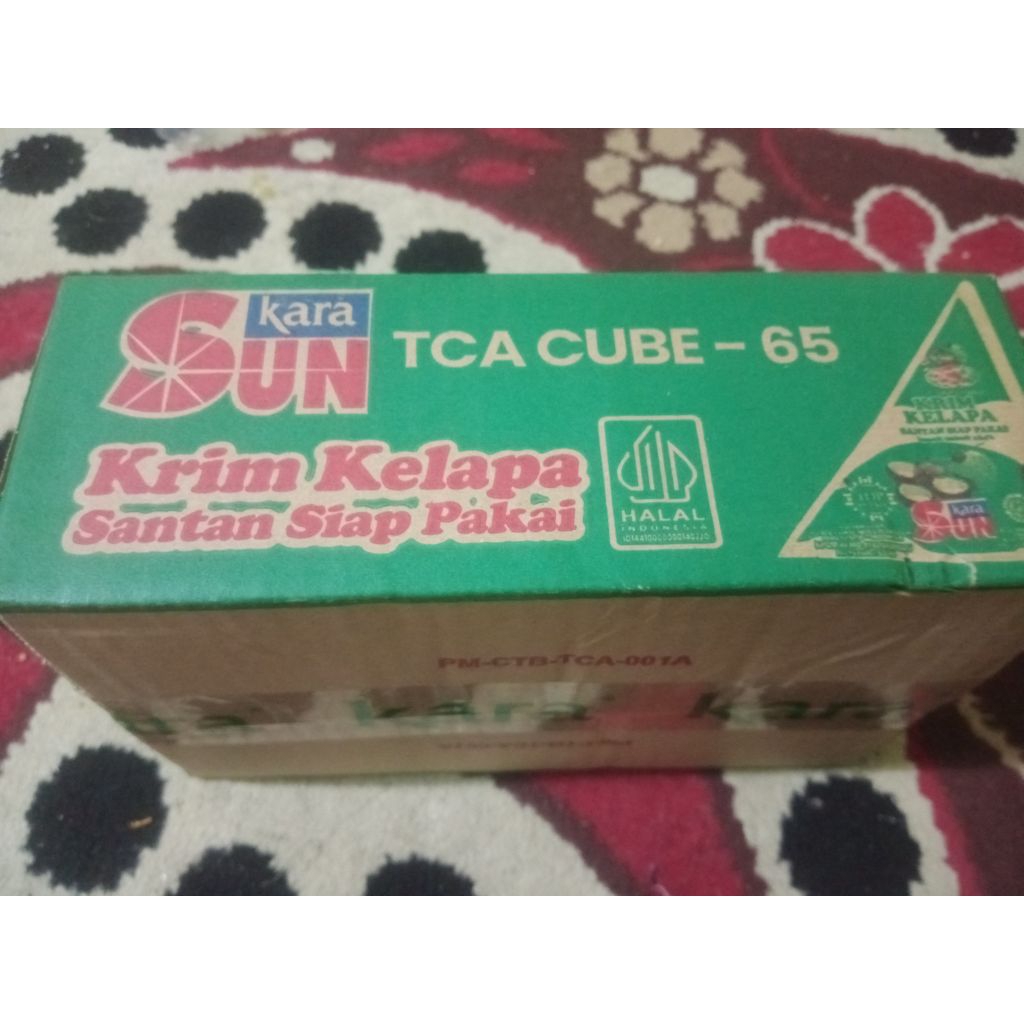 kara
SUN
TCA CUBE – 65
Krim Kelapa
Santan Siap Pakai
HALAL
INDONESIA
KRIM
KELAPA
SANTAN SIAP PAKAI
kara
SUN
PM-CTB-TCA-001A
kara kara